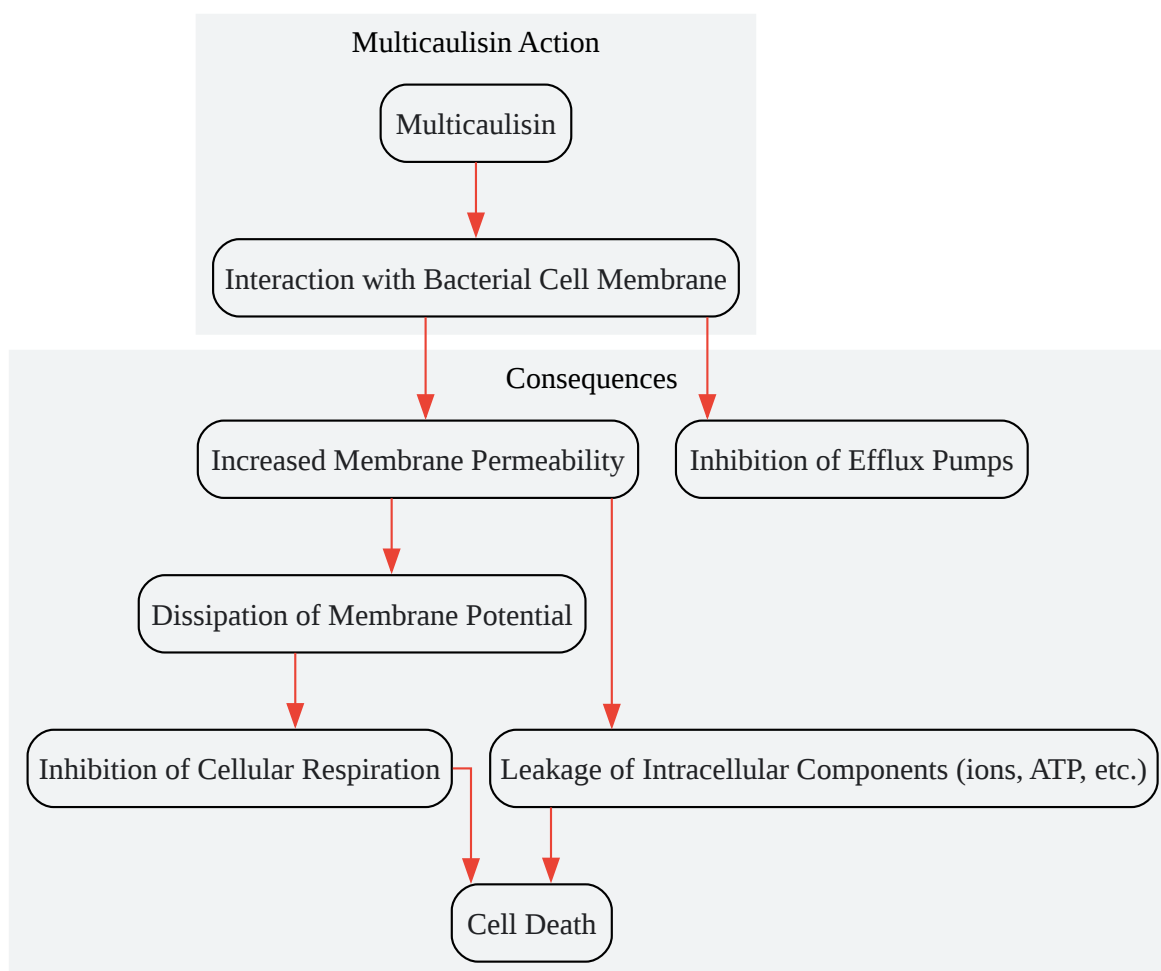 Multicaulisin Action
Multicaulisin
Interaction with Bacterial Cell Membrane
Consequences
Increased Membrane Permeability
Inhibition of Efflux Pumps
Dissipation of Membrane Potential
Inhibition of Cellular Respiration
Leakage of Intracellular Components (ions, ATP, etc.)
Cell Death